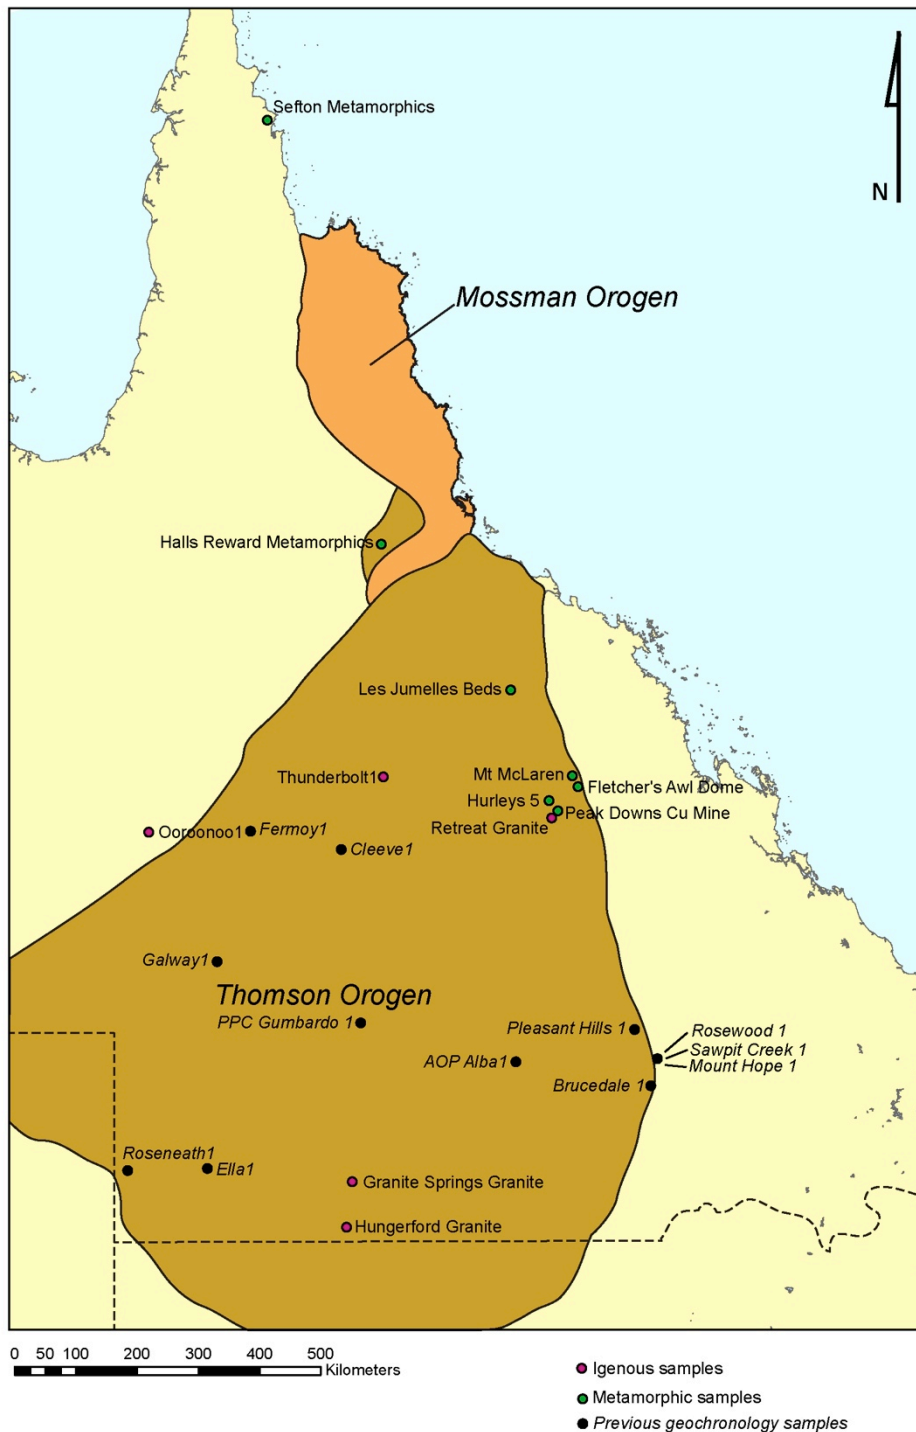 Sefton Metamorphics
N
Mossman Orogen
Halls Reward Metamorphics
Les Jumelles Beds
Thunderbolt1
Mt McLaren
Fletcher's Awl Dome
Hurleys 5
Peak Downs Cu Mine
Retreat Granite
Ooroonoo1
Fermoy1
Cleeve1
Galway1
Thomson Orogen
PPC Gumbardo 1
Pleasant Hills 1
Rosewood 1
Sawpit Creek 1
Mount Hope 1
AOP Alba1
Brucedale 1
Roseneath1
Ella1
Granite Springs Granite
Hungerford Granite
0 50 100 200 300 400 500
Kilometers
Igenous samples
Metamorphic samples
Previous geochronology samples